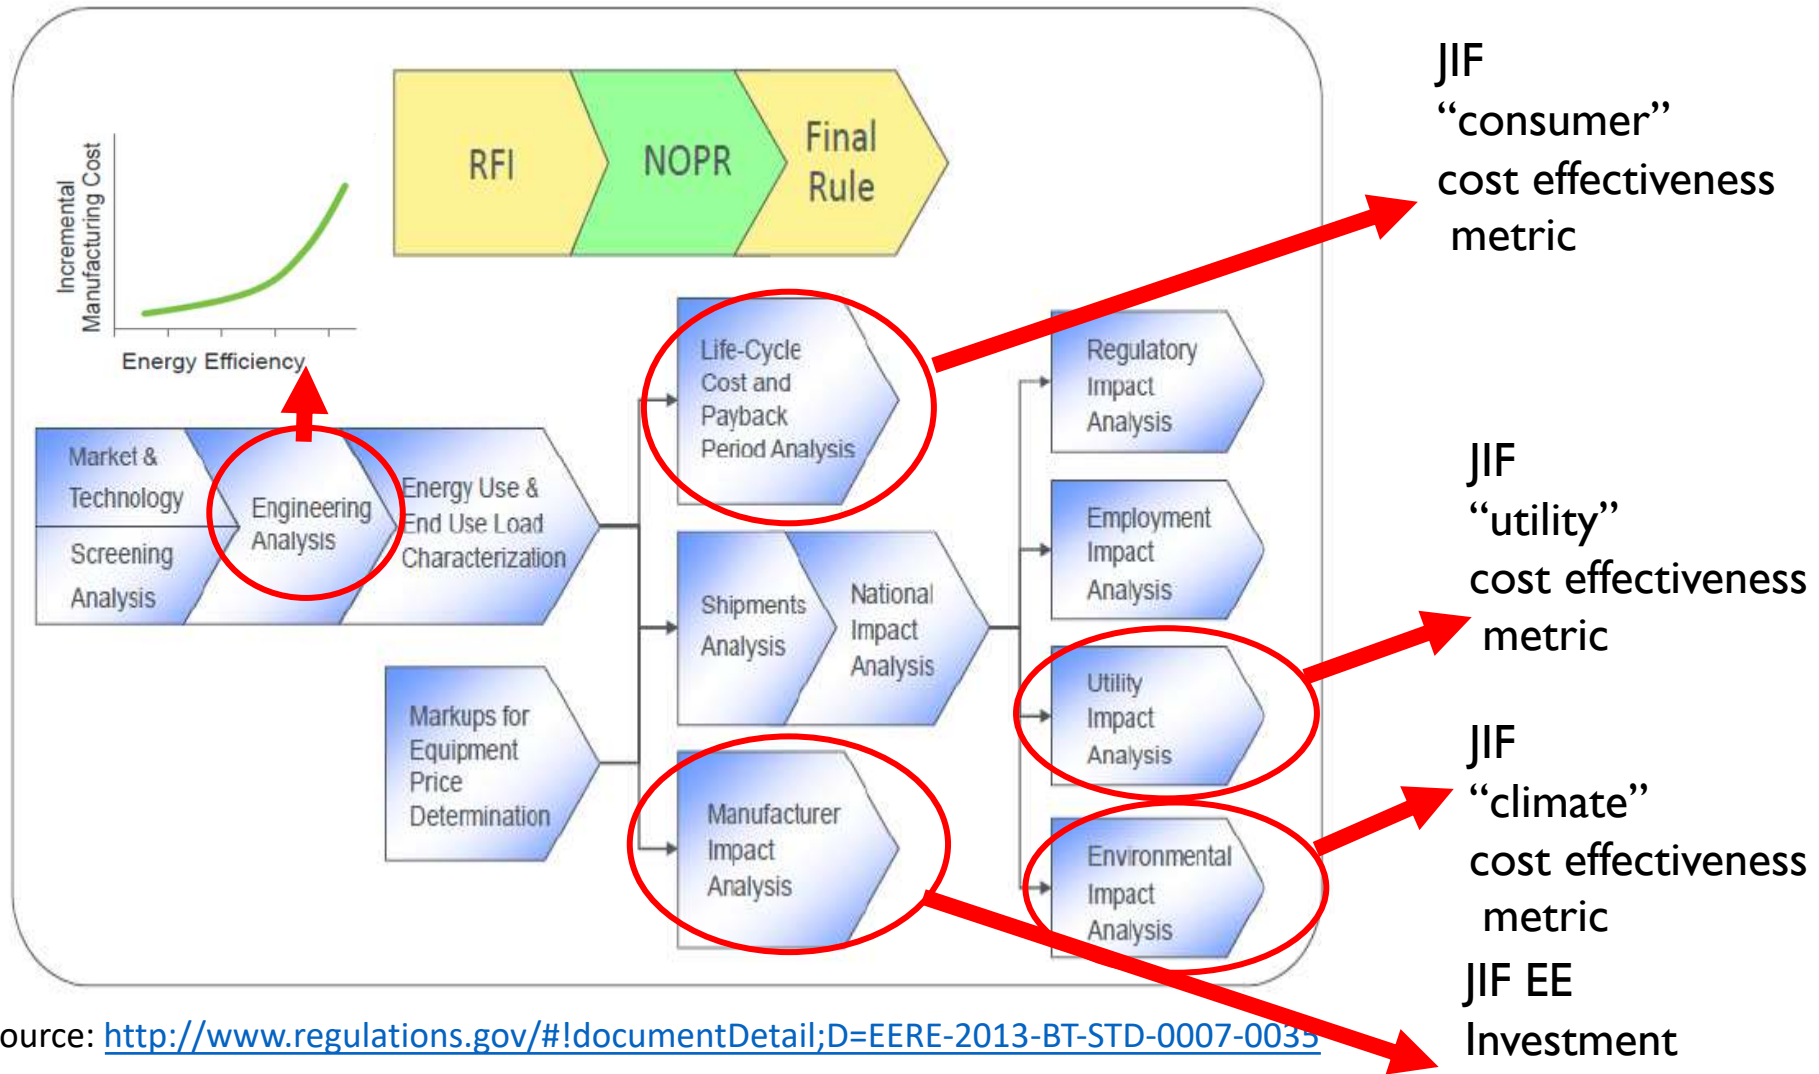 RFI
NOPR
Final
Rule
Incremental
Manufacturing Cost
Energy Efficiency
Market &
Technology
Screening
Analysis
Engineering
Analysis
Energy Use &
End Use Load
Characterization
Markups for
Equipment
Price
Determination
Life-Cycle
Cost and
Payback
Period Analysis
Shipments
Analysis
National
Impact
Analysis
Manufacturer
Impact
Analysis
Regulatory
Impact
Analysis
Employment
Impact
Analysis
Utility
Impact
Analysis
Environmental
Impact
Analysis
JIF
“consumer”
cost effectiveness
metric
JIF
“utility”
cost effectiveness
metric
JIF
“climate”
cost effectiveness
metric
JIF EE
Investment
ource: http://www.regulations.gov/#!documentDetail;D=EERE-2013-BT-STD-0007-0035